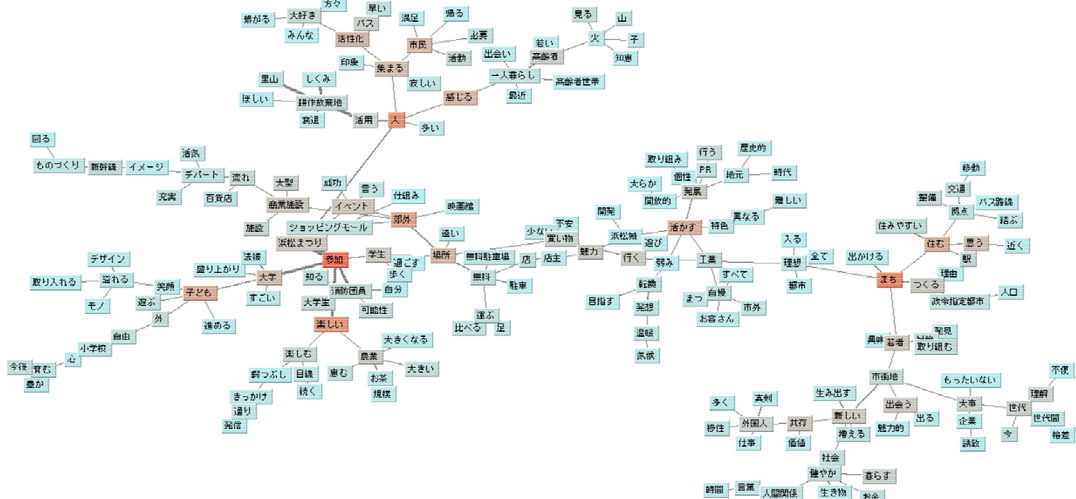 方々
大好き
早い
繋がる
バス
みんな
活性化
満足
帰る
市民
必要
活動
印象
集まる
寂しい
里山
しくみ
ほしい
耕作放棄地
衰退
活用
人
多い
感じる
出会い
若い
高齢者
一人暮らし
最近
高齢者世帯
見る
山
火
子
知恵
図る
ものづくり
新幹線
イメージ
活気
デパート
流れ
充実
百貨店
大型
商業施設
施設
成功
言う
イベント
仕組み
郊外
映画館
ショッピングモール
浜松まつり
参加
学生
場所
遠い
過ごす
歩く
自分
消防団員
可能性
知る
大学生
楽しい
法被
盛り上がり
大学
すごい
子ども
デザイン
溢れる
取り入れる
モノ
笑顔
遊ぶ
外
進める
自由
小学校
心
育む
今後
豊か
楽しむ
暇つぶし
目線
続く
きっかけ
通り
発信
農業
恵む
お茶
規模
大きくなる
大きい
無料駐車場
無料
駐車
運ぶ
比べる
足
店
店主
少ない
不安
買い物
魅力
行く
開発
浜松城
遊び
弱み
転換
目指す
発想
温暖
気候
取り組み
行う
PR
個性
大らか
発展
開放的
歴史的
地元
時代
活かす
特色
異なる
難しい
工業
すべて
自慢
まつ
お客さん
市外
入る
理想
全て
都市
出かける
まち
つくる
住みやすい
住む
思う
近く
駅
理由
政令指定都市
人口
整備
交通
移動
拠点
バス路線
結ぶ
興味
若者
発見
取り組む
市街地
生み出す
新しい
増える
共存
価値
外国人
多く
真剣
移住
仕事
出会う
魅力的
出る
もったいない
大事
企業
誘致
世代
今
理解
不便
世代間
格差
社会
健やか
暮らす
時間
言葉
人間関係
生き物
お金